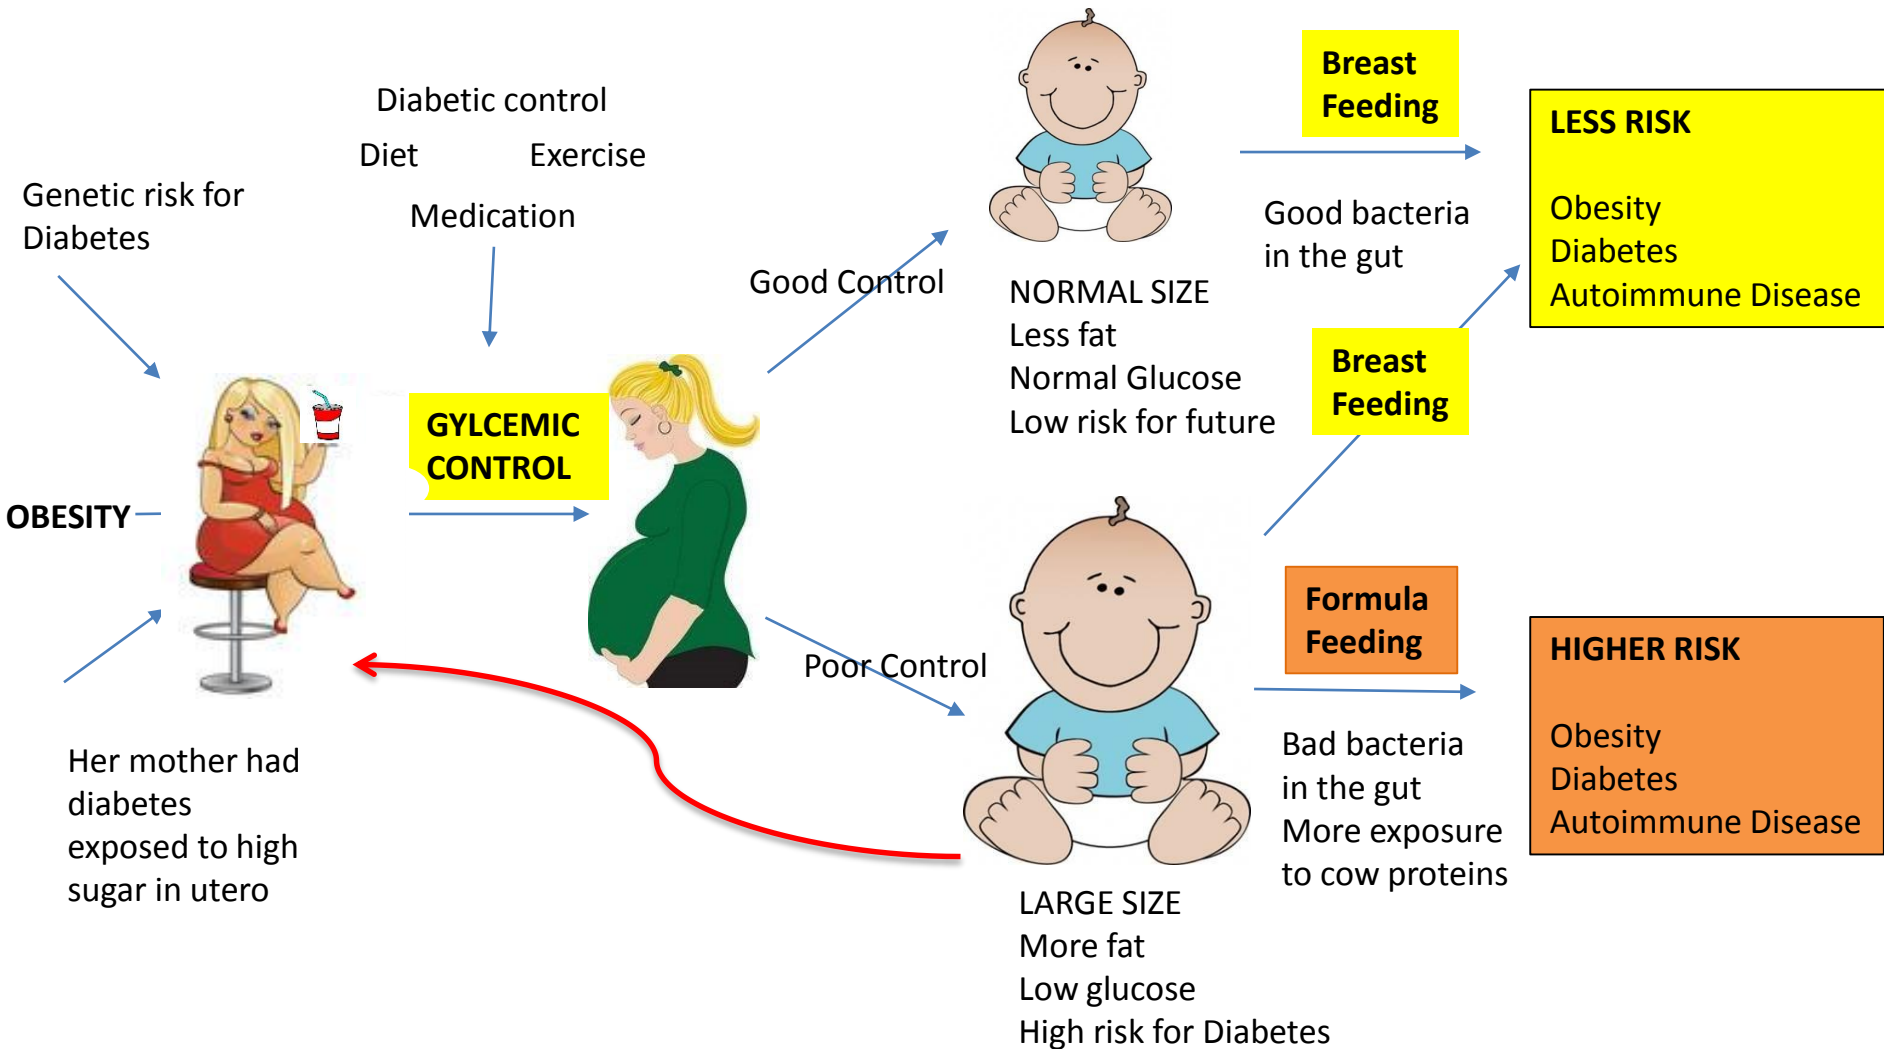 Genetic risk for
Diabetes
OBESITY
Her mother had
diabetes
exposed to high
sugar in utero
Diabetic control
Diet Exercise
Medication
GYLCEMIC
CONTROL
Good Control
Poor Control
NORMAL SIZE
Less fat
Normal Glucose
Low risk for future
LARGE SIZE
More fat
Low glucose
High risk for Diabetes
Breast
Feeding
Good bacteria
in the gut
Breast
Feeding
Formula
Feeding
Bad bacteria
in the gut
More exposure
to cow proteins
LESS RISK
Obesity
Diabetes
Autoimmune Disease
HIGHER RISK
Obesity
Diabetes
Autoimmune Disease